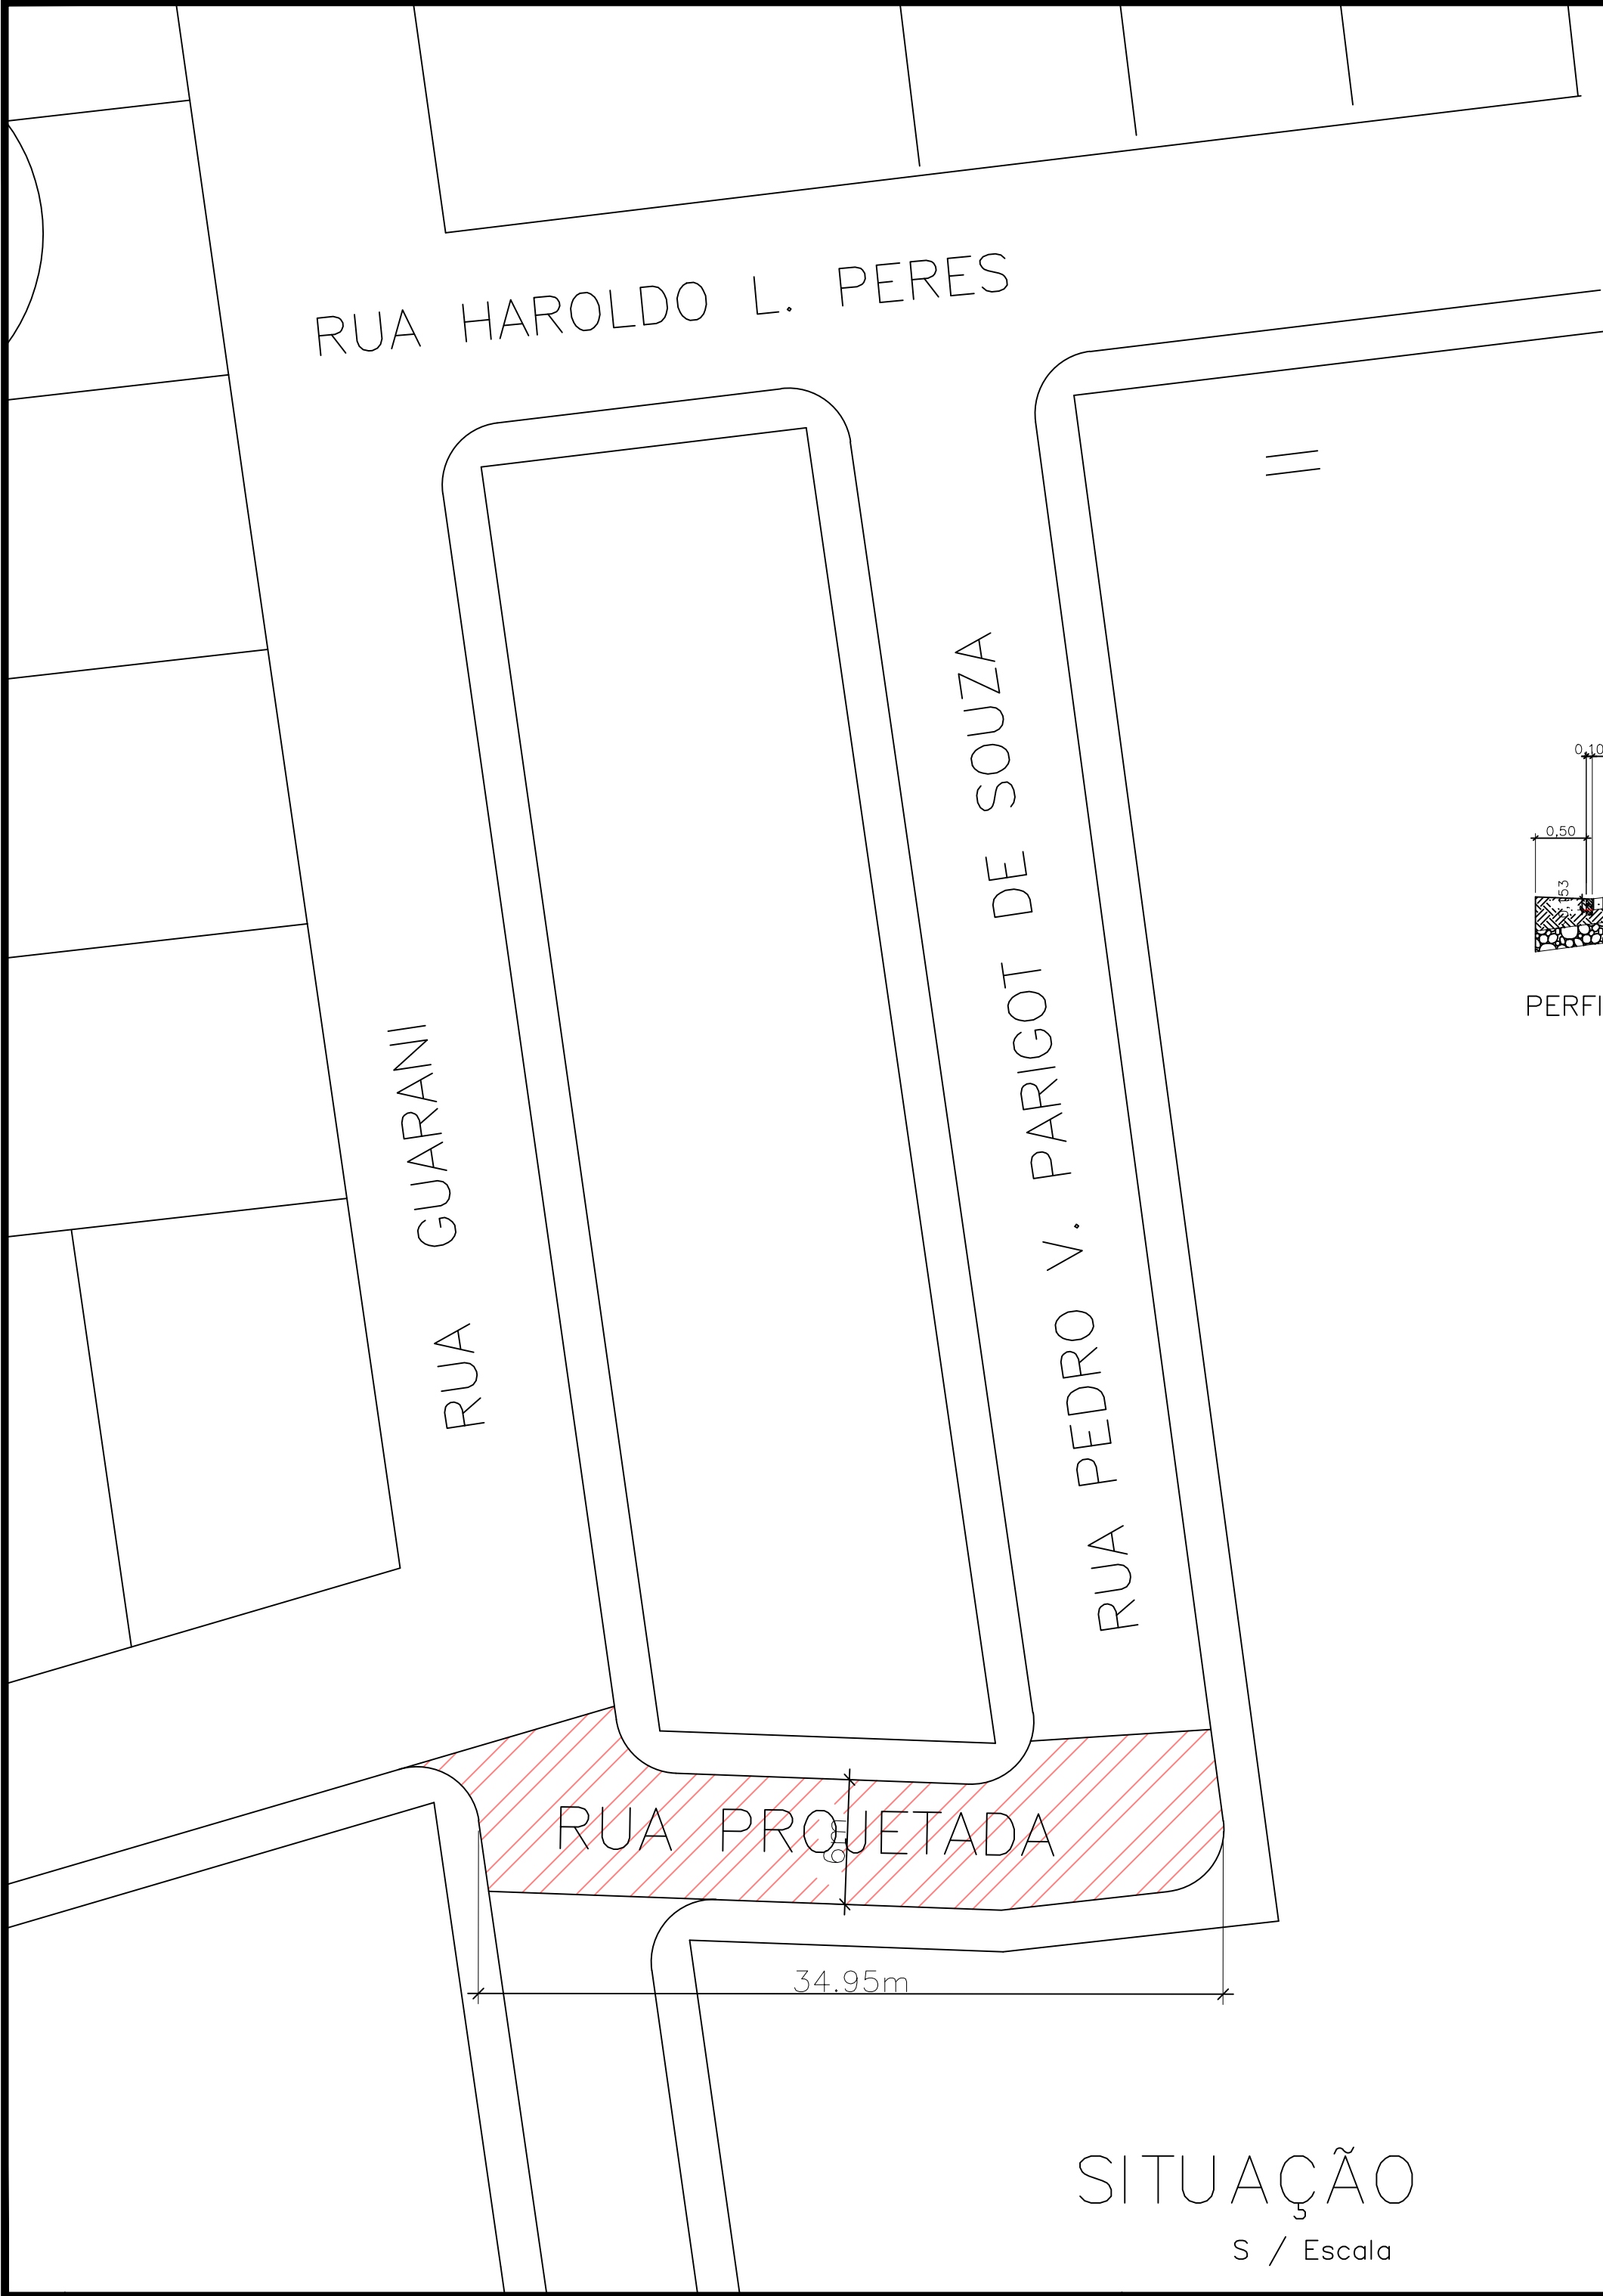 RUA HAROLDO L. PERES
RUA PEDRO V. PARIGOT DE SOUZA
0,10
0,50
PERFI
RUA GUARANI
RUA PROJETADA
6m
34.95m
SITUAÇÃO
S / Escala